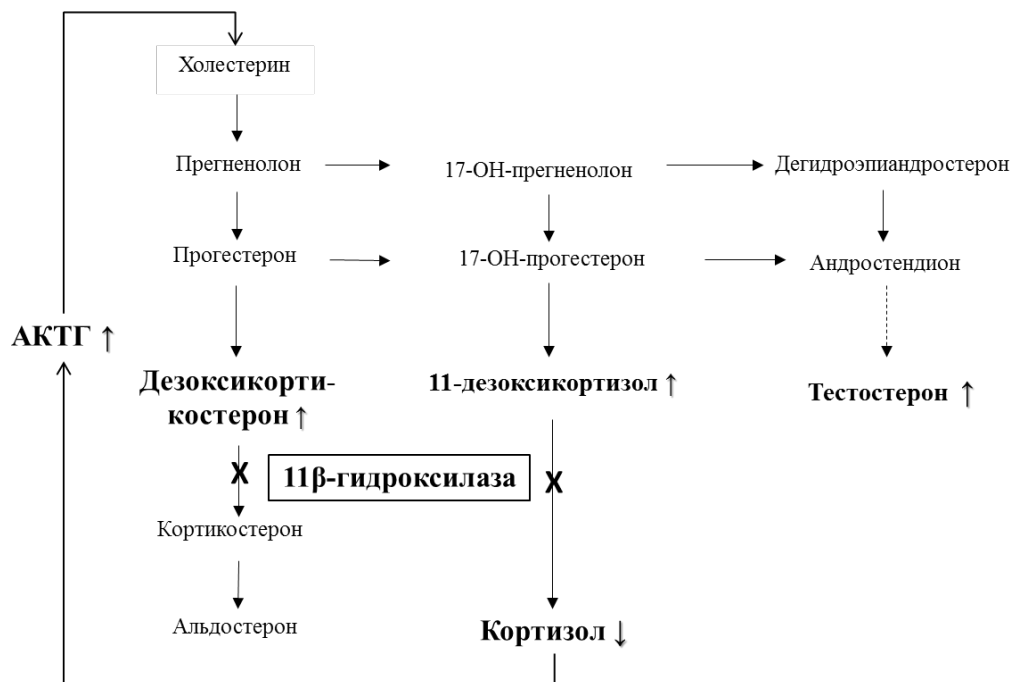 Холестерин
Прегненолон
17-ОН-прегненолон
Дегидроэпиандростерон
Прогестерон
17-ОН-прогестерон
Андростендион
АКТГ ↑
Дезоксикорти-
костерон ↑
11-дезоксикортизол ↑
Тестостерон ↑
X
11β-гидроксилаза
X
Кортикостерон
Альдостерон
Кортизол ↓